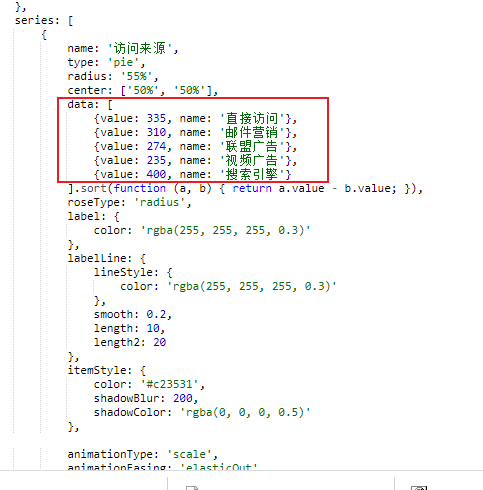 },
series: [
{
name: '访问来源',
type: 'pie',
radius: '55%',
center: ['50%', '50%'],
data: [
{value: 335, name: '直接访问'},
{value: 310, name: '邮件营销'},
{value: 274, name: '联盟广告'},
{value: 235, name: '视频广告'},
{value: 400, name: '搜索引擎'}
].sort(function (a, b) { return a.value - b.value; }),
roseType: 'radius',
label: {
color: 'rgba(255, 255, 255, 0.3)'
},
labelLine: {
lineStyle: {
color: 'rgba(255, 255, 255, 0.3)'
},
smooth: 0.2,
length: 10,
length2: 20
},
itemStyle: {
color: '#c23531',
shadowBlur: 200,
shadowColor: 'rgba(0, 0, 0, 0.5)'
},
animationType: 'scale',
animationEasing: 'elasticOut',